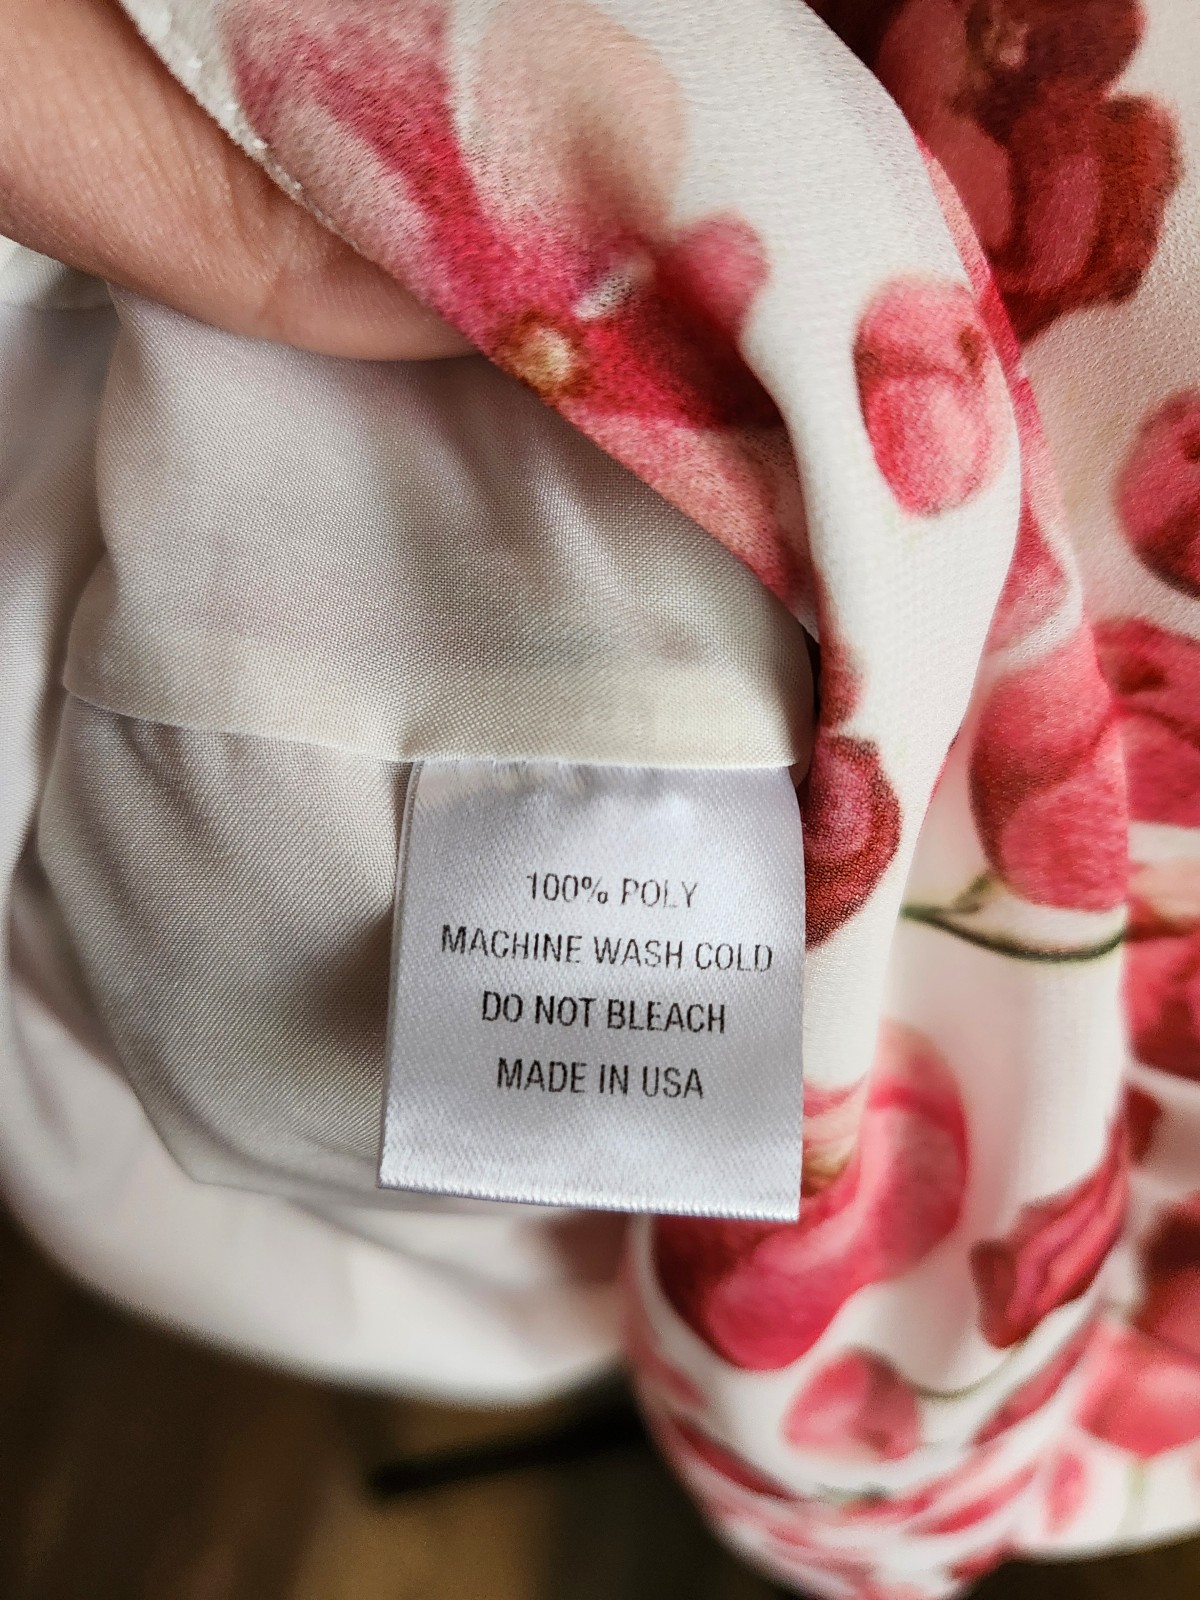 100% POLY
MACHINE WASH COLD
DO NOT BLEACH
MADE IN USA